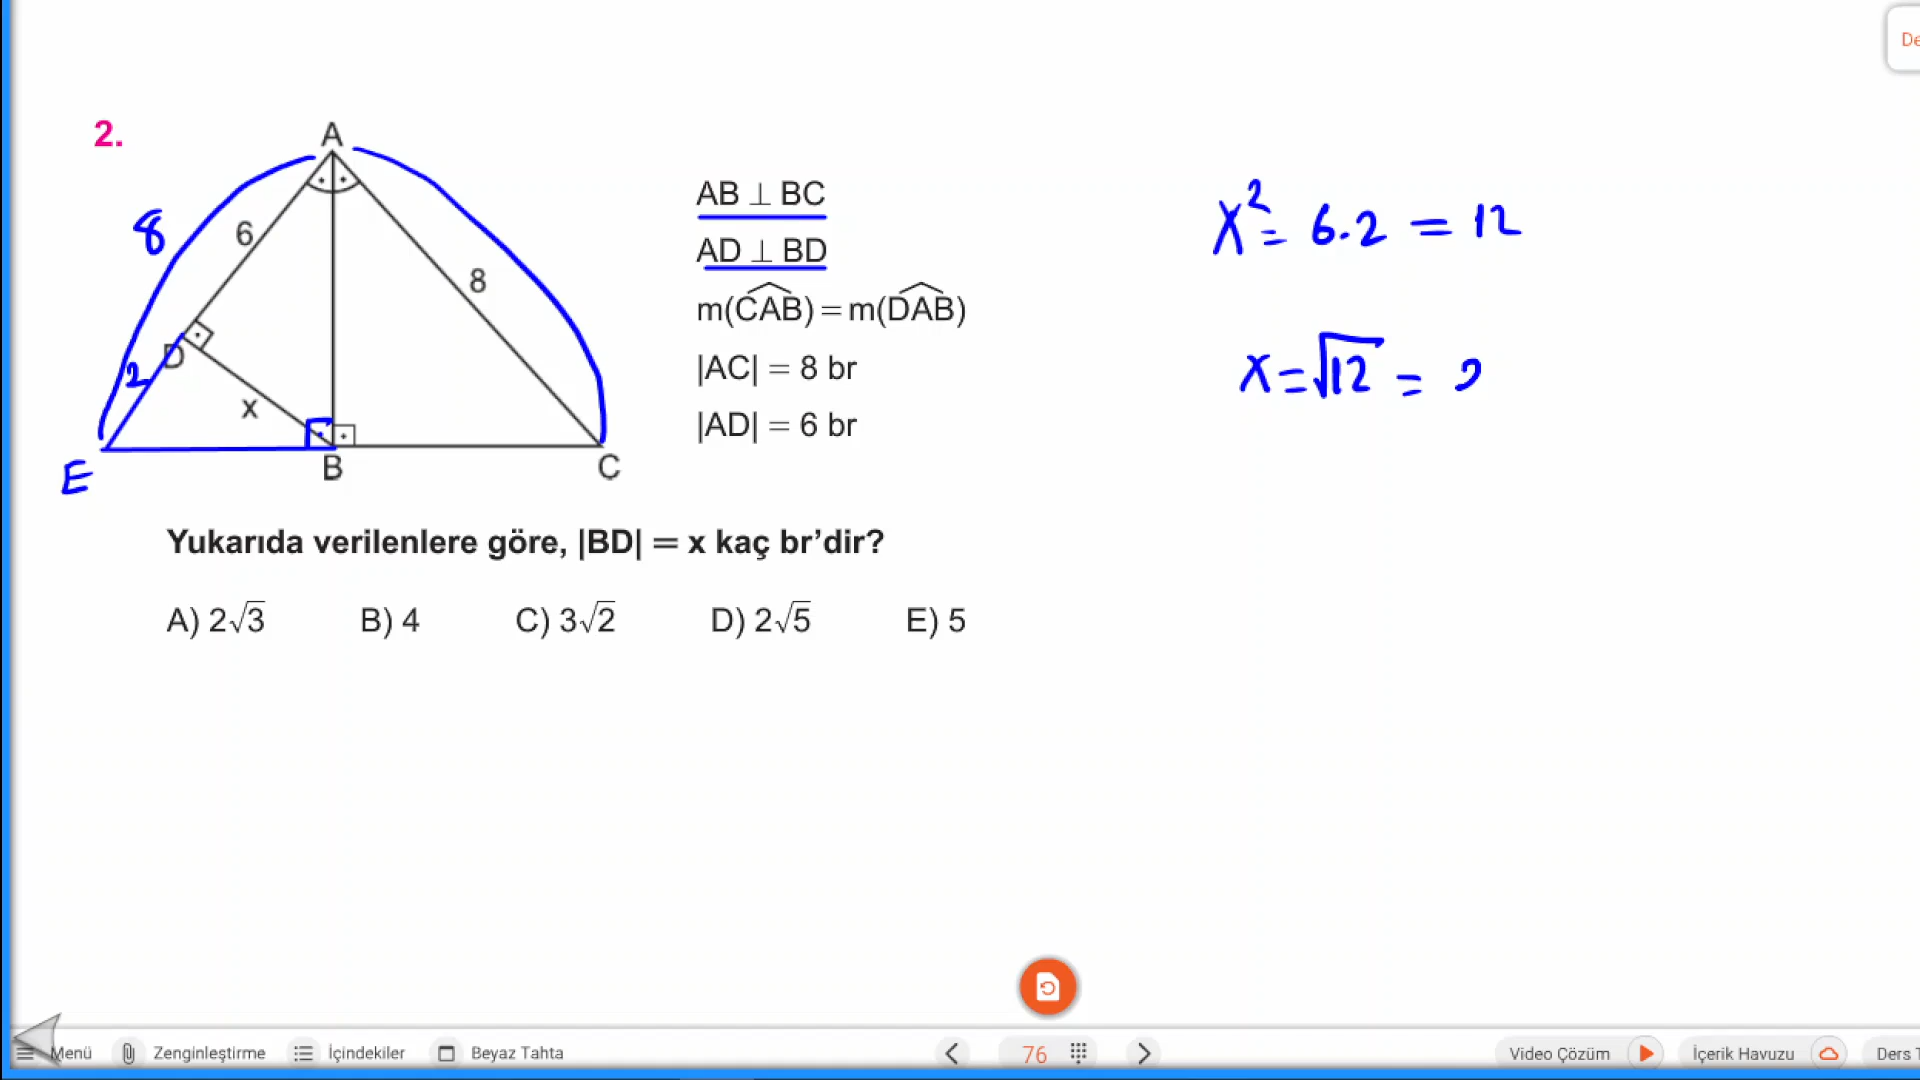 De
2.
A
8
6
8
D
2
x
E
B
C
AB ⊥ BC
AD ⊥ BD
m(CAB) = m(DAB)
|AC| = 8 br
|AD| = 6 br
x² = 6.2 = 12
x = √12 = 2
Yukarıda verilenlere göre, |BD| = x kaç br'dir?
A) 2√3 B) 4 C) 3√2 D) 2√5 E) 5
Menü Zenginleştirme İçindekiler Beyaz Tahta 76 Video Çözüm İçerik Havuzu Ders